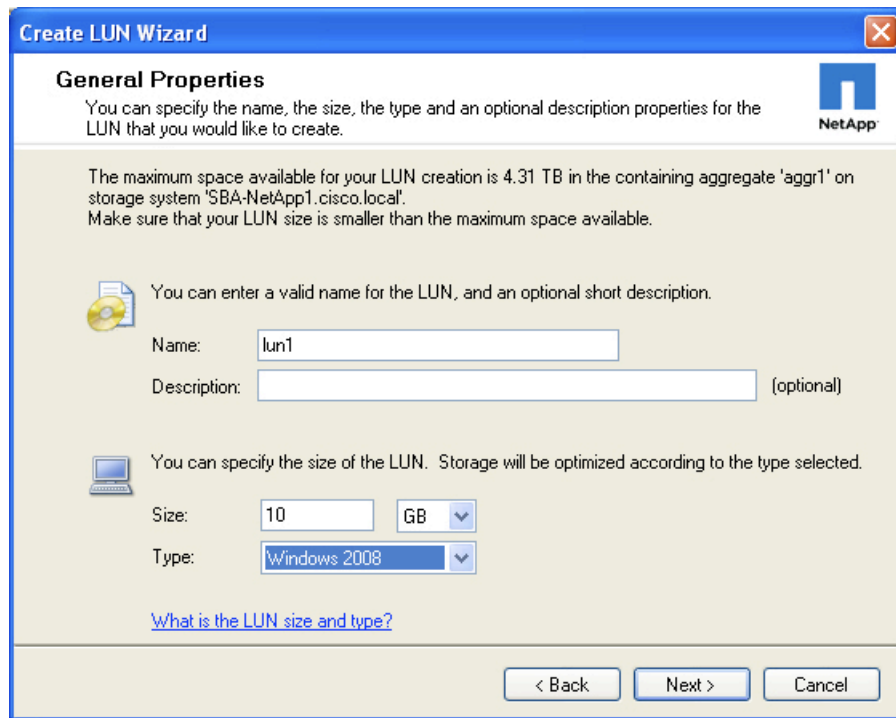 Create LUN Wizard
General Properties
You can specify the name, the size, the type and an optional description properties for the
LUN that you would like to create.
NetApp
The maximum space available for your LUN creation is 4.31 TB in the containing aggregate 'aggr1' on
storage system 'SBA-NetApp1.cisco.local'.
Make sure that your LUN size is smaller than the maximum space available.
You can enter a valid name for the LUN, and an optional short description.
Name: lun1
Description: (optional)
You can specify the size of the LUN.  Storage will be optimized according to the type selected.
Size: 10 GB
Type: Windows 2008
What is the LUN size and type?
< Back Next > Cancel